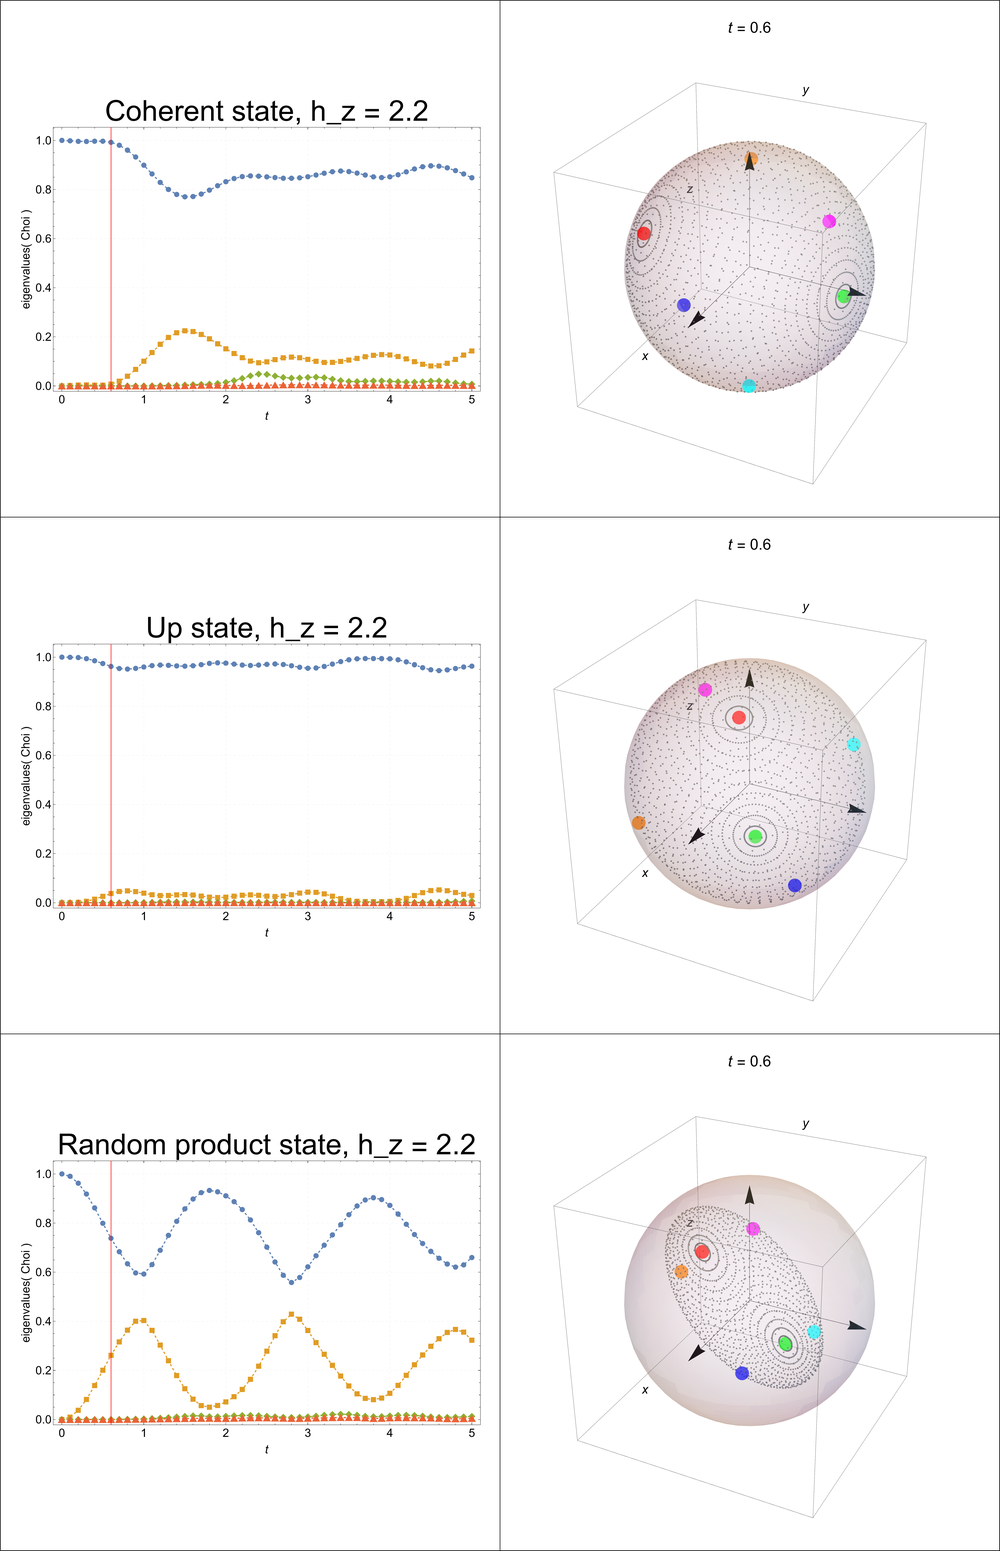 t = 0.6
y
Coherent state, h_z = 2.2
1.0
0.8
0.6
0.4
0.2
0.0
eigenvalues( Choi )
0 1 2 3 4 5
t
z
x
t = 0.6
y
Up state, h_z = 2.2
1.0
0.8
0.6
0.4
0.2
0.0
eigenvalues( Choi )
0 1 2 3 4 5
t
z
x
t = 0.6
y
Random product state, h_z = 2.2
1.0
0.8
0.6
0.4
0.2
0.0
eigenvalues( Choi )
0 1 2 3 4 5
t
z
x